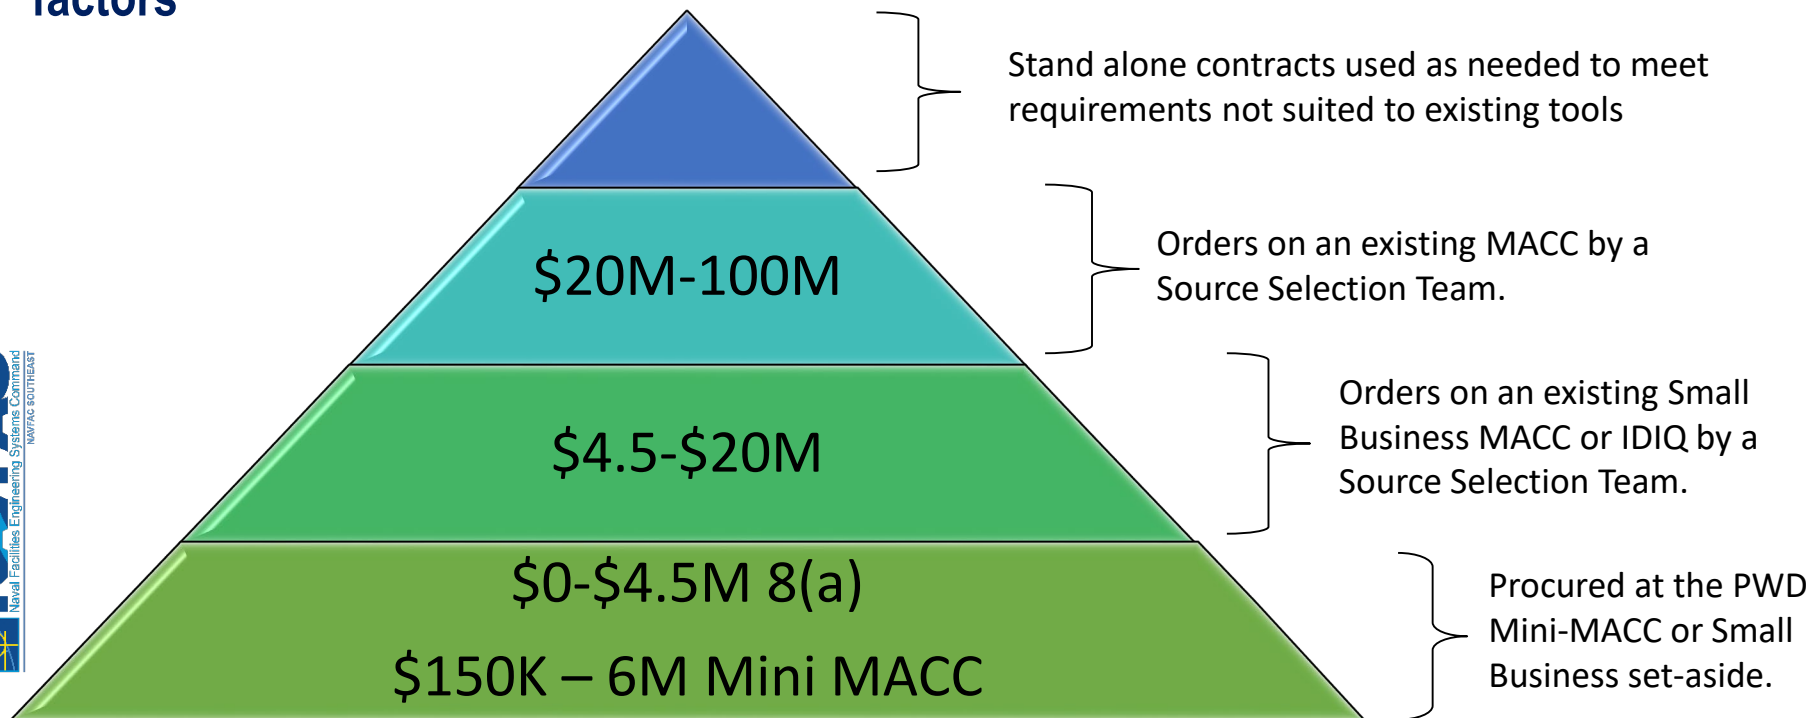 factors
Stand alone contracts used as needed to meet
requirements not suited to existing tools
$20M-100M
Orders on an existing MACC by a
Source Selection Team.
$4.5-$20M
Orders on an existing Small
Business MACC or IDIQ by a
Source Selection Team.
$0-$4.5M 8(a)
$150K – 6M Mini MACC
Procured at the PWD
Mini-MACC or Small
Business set-aside.
Naval Facilities Engineering Systems Command
NAVFAC SOUTHEAST